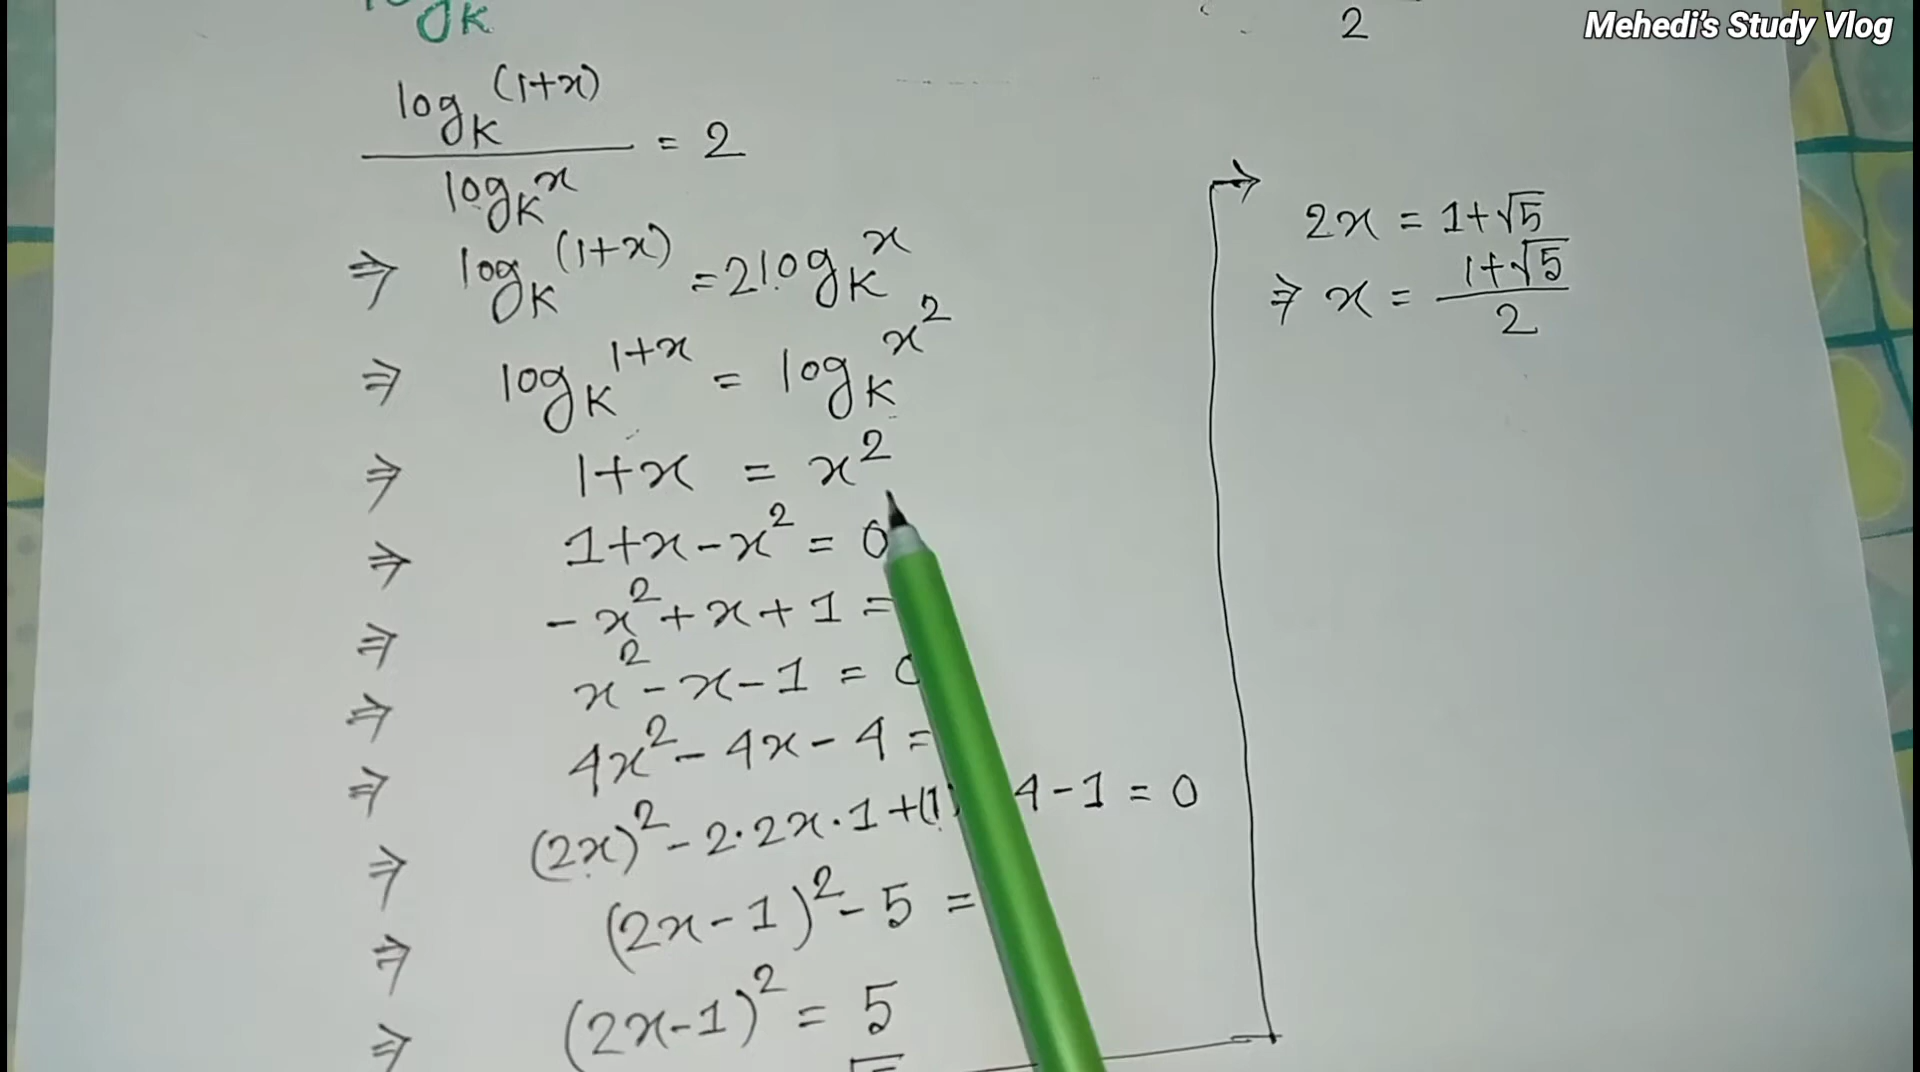 Mehedi's Study Vlog
log_K
2
log_K^(1+x) / log_K^x = 2
⇒ log_K^(1+x) = 2log_K^x
⇒ log_K^1+x = log_K^x²
⇒ 1+x = x²
⇒ 1+x-x² = 0
⇒ -x²+x+1 =
⇒ x²-x-1 = 0
⇒ 4x²-4x-4 =
⇒ (2x)²-2·2x·1+(1) 4-1=0
⇒ (2x-1)²-5 =
⇒ (2x-1)² = 5
2x = 1+√5
⇒ x = (1+√5)/2